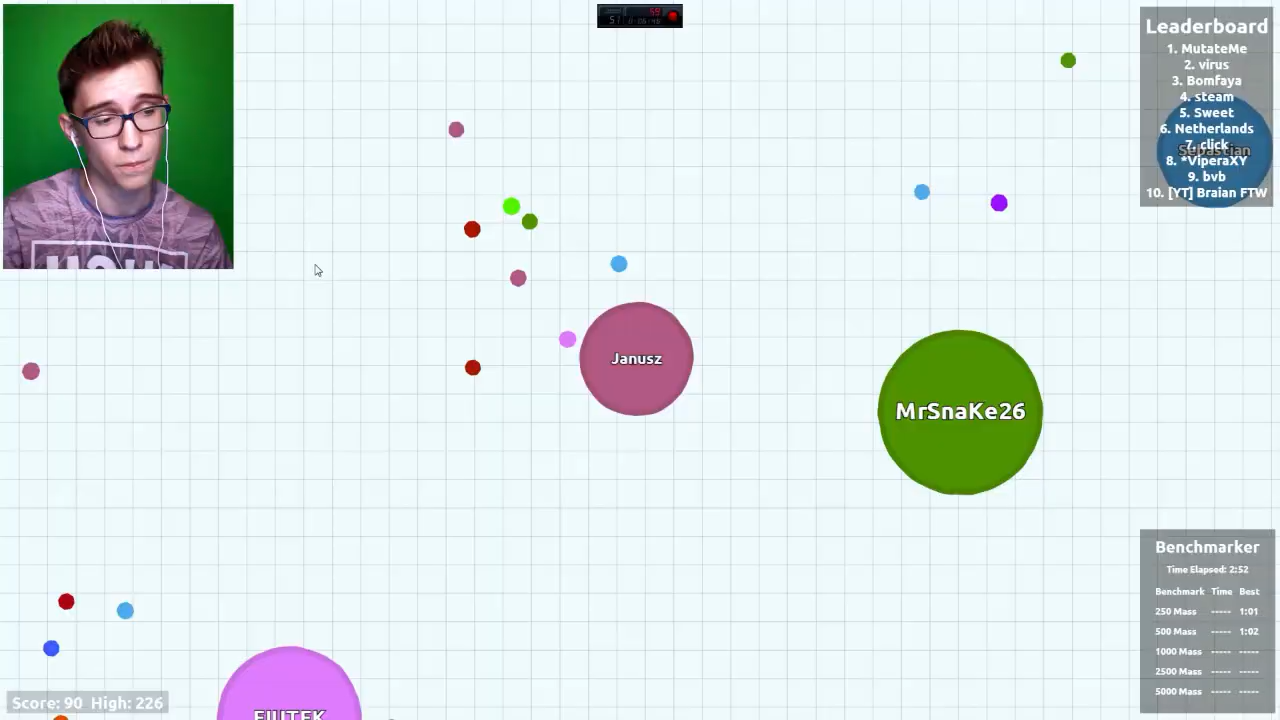 59
Leaderboard
1. MutateMe
2. virus
3. Bomfaya
4. steam
5. Sweet
6. Netherlands
7. click
8. *ViperaXY
9. bvb
10. [YT] Braian FTW
Sebastian
Janusz
MrSnaKe26
Benchmarker
Time Elapsed: 2:52
Benchmark Time Best
250 Mass ----- 1:01
500 Mass ----- 1:02
1000 Mass ----- -----
2500 Mass ----- -----
5000 Mass ----- -----
Score: 90 High: 226